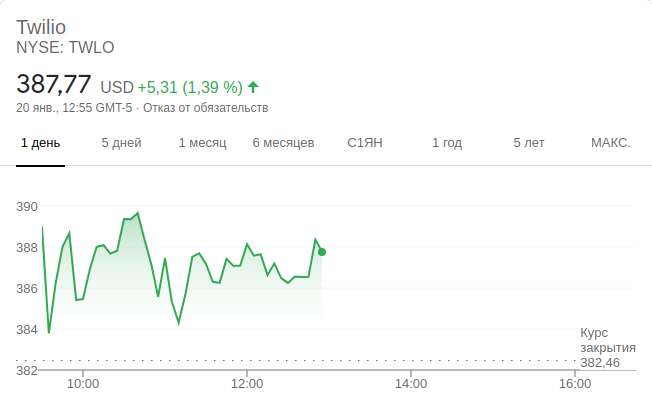 Twilio
NYSE: TWLO
387,77 USD +5,31 (1,39 %)
20 янв., 12:55 GMT-5 · Отказ от обязательств
1 день 5 дней 1 месяц 6 месяцев С1ЯН 1 год 5 лет МАКС.
390
388
386
384
Курс
закрытия
382,46
382
10:00 12:00 14:00 16:00